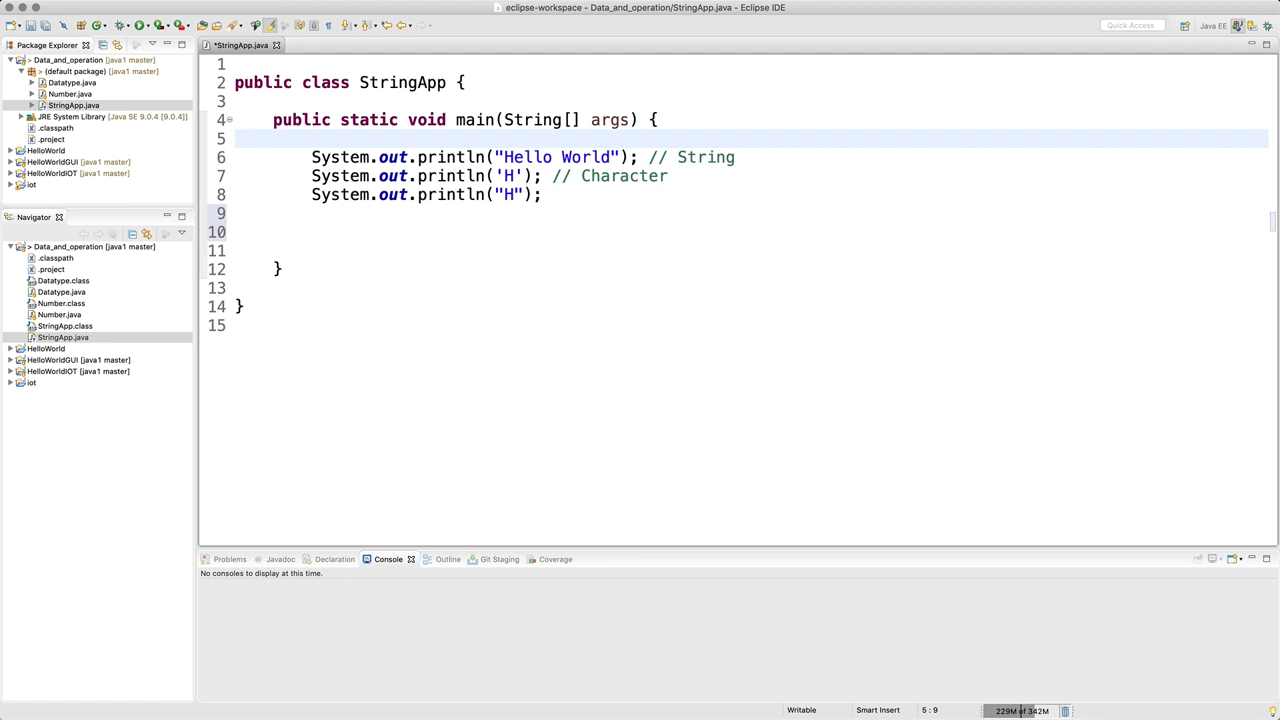 eclipse-workspace - Data_and_operation/StringApp.java - Eclipse IDE
Quick Access
Java EE
Package Explorer
> Data_and_operation [java1 master]
> (default package) [java1 master]
Datatype.java
Number.java
StringApp.java
JRE System Library [Java SE 9.0.4 [9.0.4]]
.classpath
.project
HelloWorld
HelloWorldGUI [java1 master]
HelloWorldIOT [java1 master]
iot
Navigator
> Data_and_operation [java1 master]
.classpath
.project
Datatype.class
Datatype.java
Number.class
Number.java
StringApp.class
StringApp.java
HelloWorld
HelloWorldGUI [java1 master]
HelloWorldIOT [java1 master]
iot
*StringApp.java
1
2 public class StringApp {
3
4 public static void main(String[] args) {
5
6 System.out.println("Hello World"); // String
7 System.out.println('H'); // Character
8 System.out.println("H");
9
10
11
12 }
13
14 }
15
Problems Javadoc Declaration Console Outline Git Staging Coverage
No consoles to display at this time.
Writable Smart Insert 5 : 9 229M of 342M